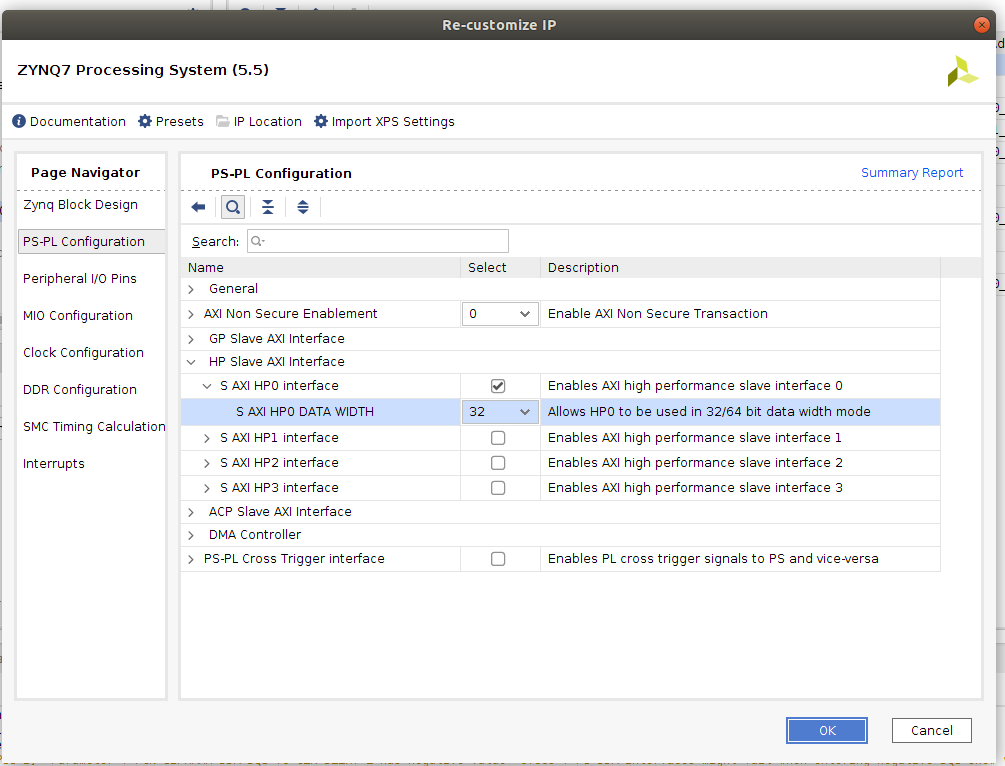 Re-customize IP
ZYNQ7 Processing System (5.5)
Documentation Presets IP Location Import XPS Settings
Page Navigator
Zynq Block Design
PS-PL Configuration
Peripheral I/O Pins
MIO Configuration
Clock Configuration
DDR Configuration
SMC Timing Calculation
Interrupts
PS-PL Configuration Summary Report
Search:
Name Select Description
General
AXI Non Secure Enablement 0 Enable AXI Non Secure Transaction
GP Slave AXI Interface
HP Slave AXI Interface
S AXI HP0 interface Enables AXI high performance slave interface 0
S AXI HP0 DATA WIDTH 32 Allows HP0 to be used in 32/64 bit data width mode
S AXI HP1 interface Enables AXI high performance slave interface 1
S AXI HP2 interface Enables AXI high performance slave interface 2
S AXI HP3 interface Enables AXI high performance slave interface 3
ACP Slave AXI Interface
DMA Controller
PS-PL Cross Trigger interface Enables PL cross trigger signals to PS and vice-versa
OK Cancel